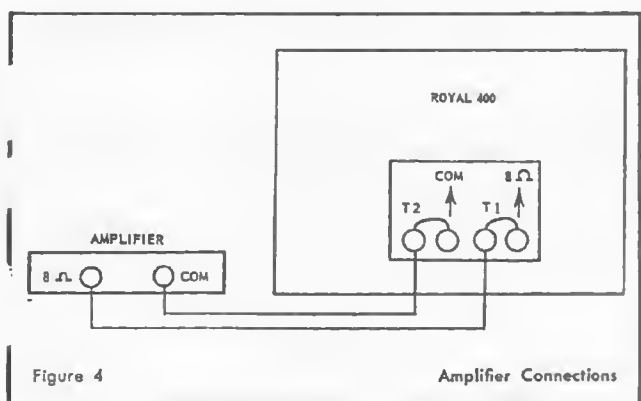 ROYAL 400
COM 8 Ω
T2 T1
AMPLIFIER
8 Ω COM
Figure 4 Amplifier Connections